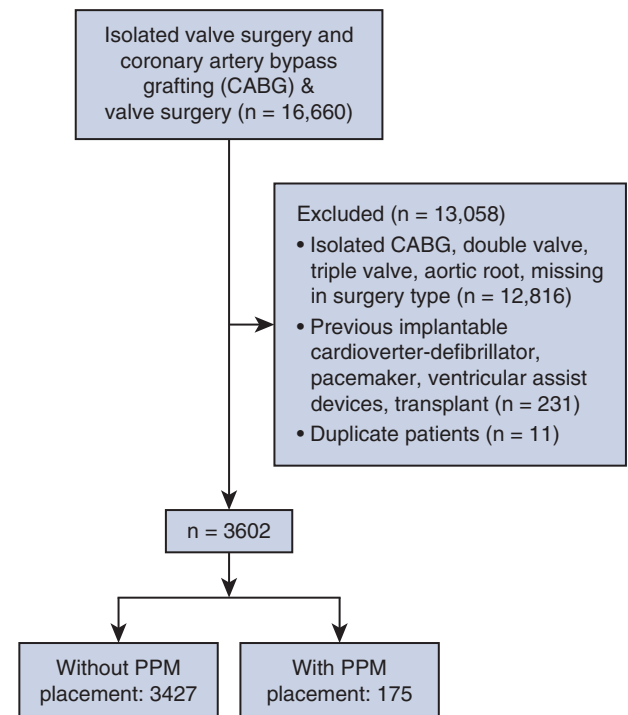 Isolated valve surgery and
coronary artery bypass
grafting (CABG) &
valve surgery (n = 16,660)
Excluded (n = 13,058)
• Isolated CABG, double valve,
triple valve, aortic root, missing
in surgery type (n = 12,816)
• Previous implantable
cardioverter-defibrillator,
pacemaker, ventricular assist
devices, transplant (n = 231)
• Duplicate patients (n = 11)
n = 3602
Without PPM
placement: 3427
With PPM
placement: 175